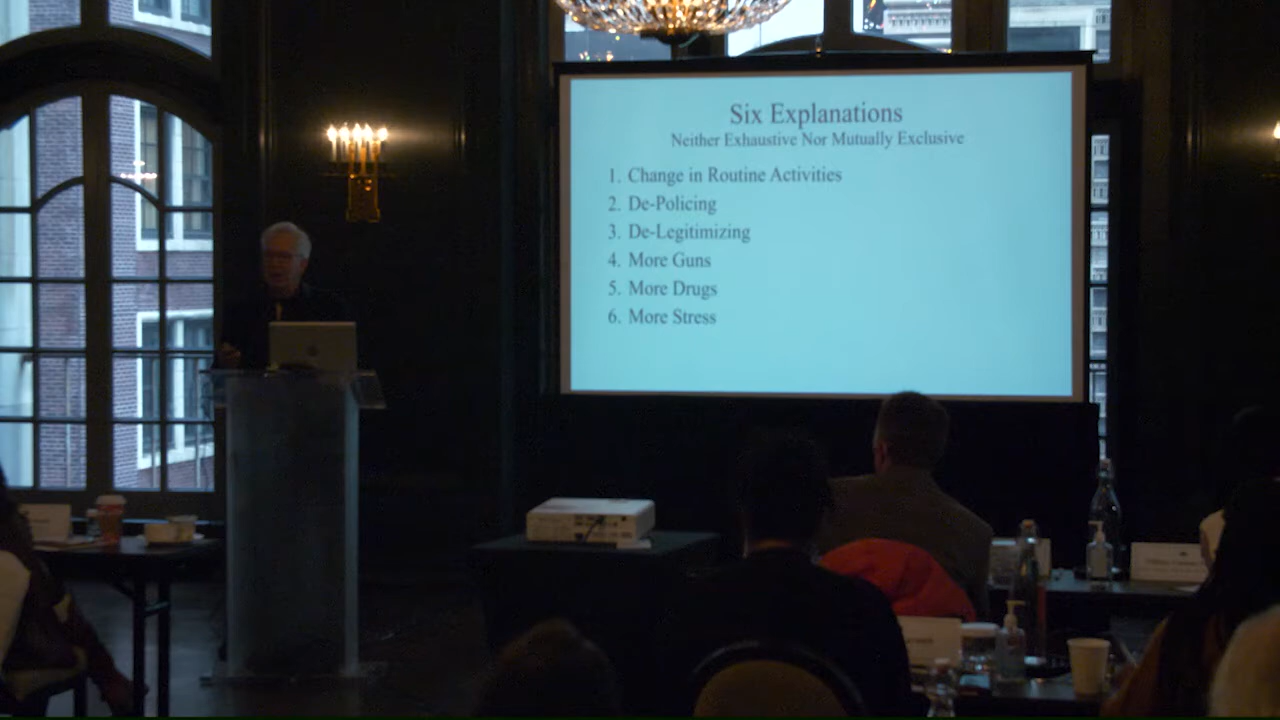 Six Explanations
Neither Exhaustive Nor Mutually Exclusive
1. Change in Routine Activities
2. De-Policing
3. De-Legitimizing
4. More Guns
5. More Drugs
6. More Stress